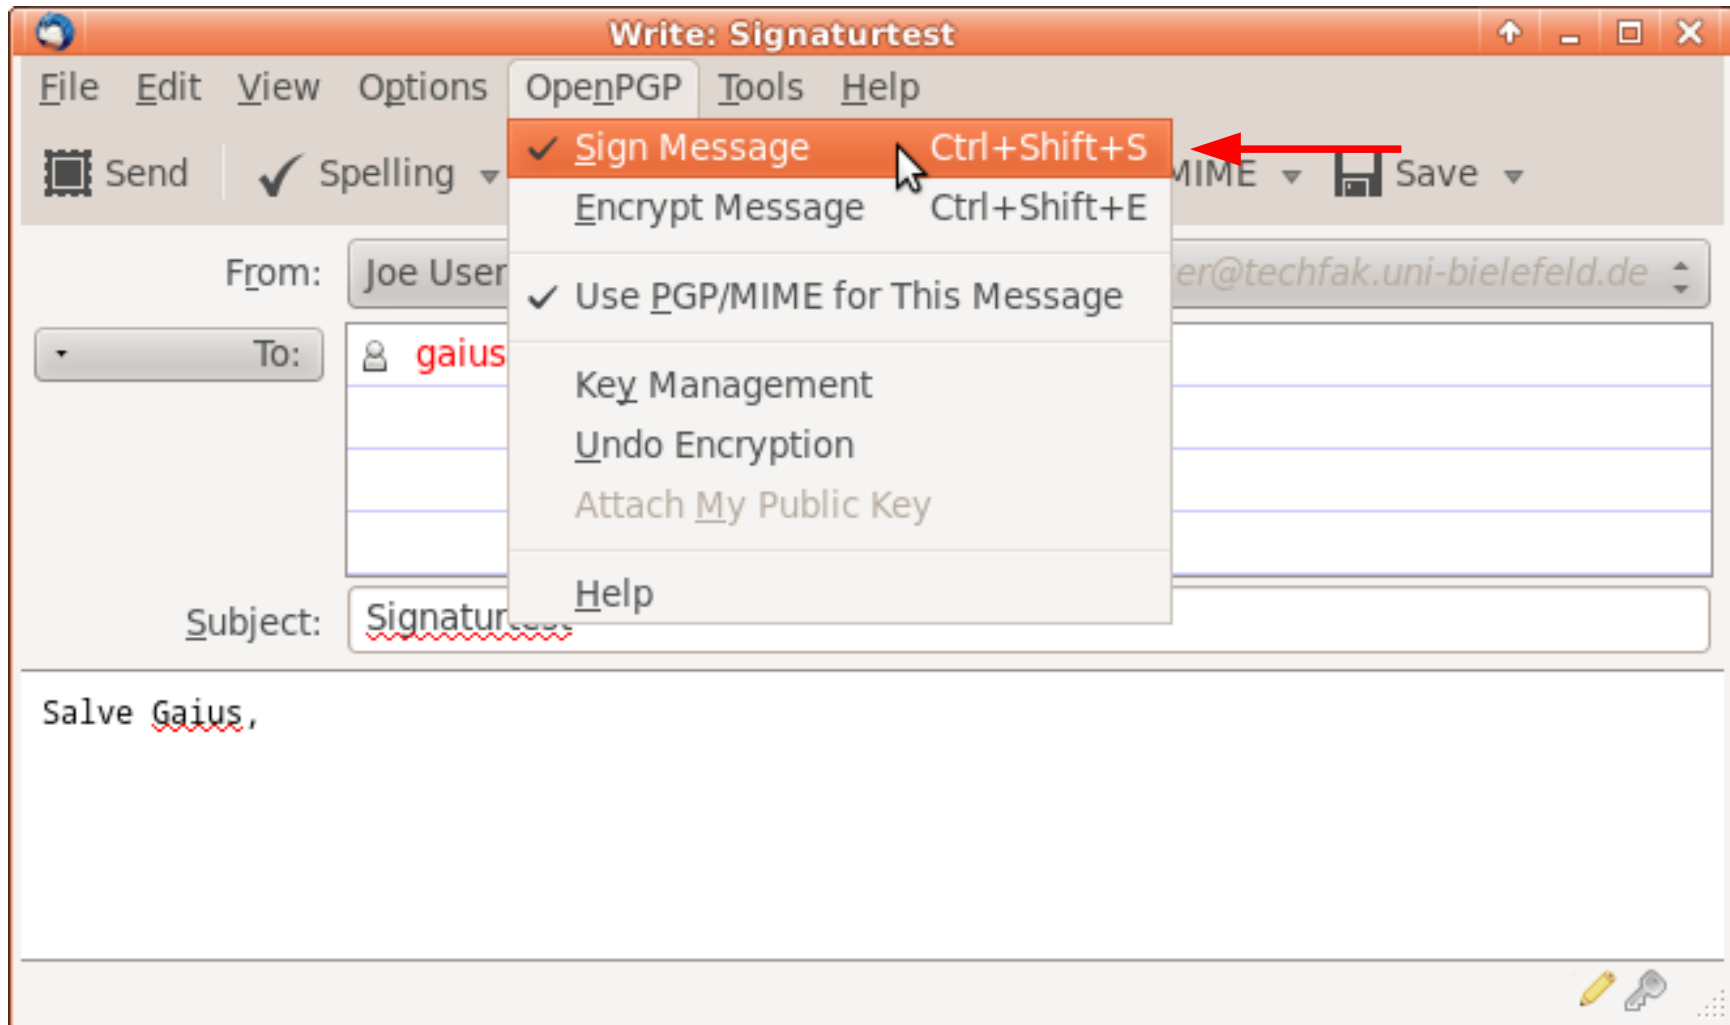 Write: Signaturtest
File Edit View Options OpenPGP Tools Help
Send Spelling MIME Save
Sign Message Ctrl+Shift+S
Encrypt Message Ctrl+Shift+E
Use PGP/MIME for This Message
Key Management
Undo Encryption
Attach My Public Key
Help
From: Joe User er@techfak.uni-bielefeld.de
To: gaius
Subject: Signaturtest
Salve Gaius,